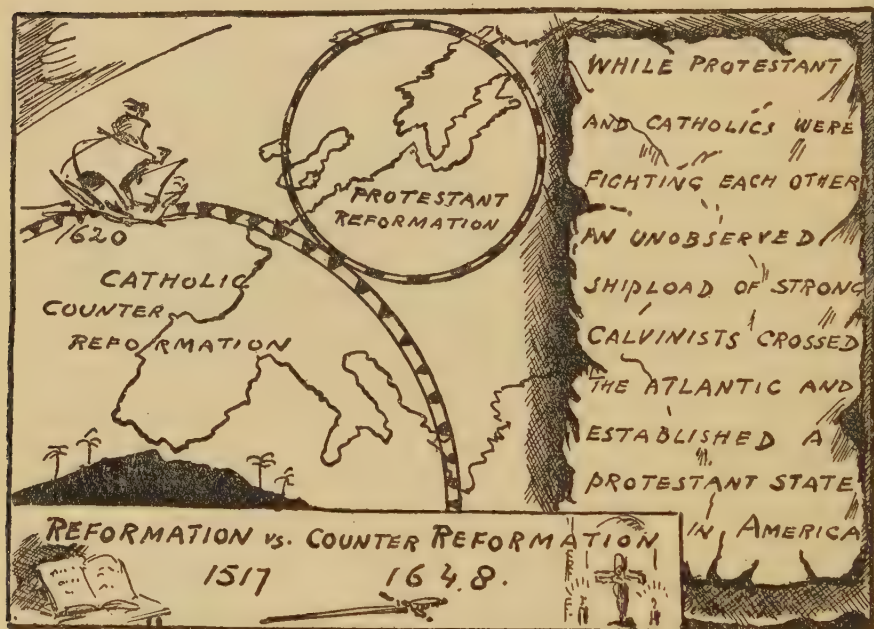 PROTESTANT
REFORMATION
1620
CATHOLIC
COUNTER
REFORMATION
WHILE PROTESTANT
AND CATHOLICS WERE
FIGHTING EACH OTHER
AN UNOBSERVED
SHIPLOAD OF STRONG
CALVINISTS CROSSED
THE ATLANTIC AND
ESTABLISHED A
PROTESTANT STATE
IN AMERICA
REFORMATION VS. COUNTER REFORMATION
1517 1648.